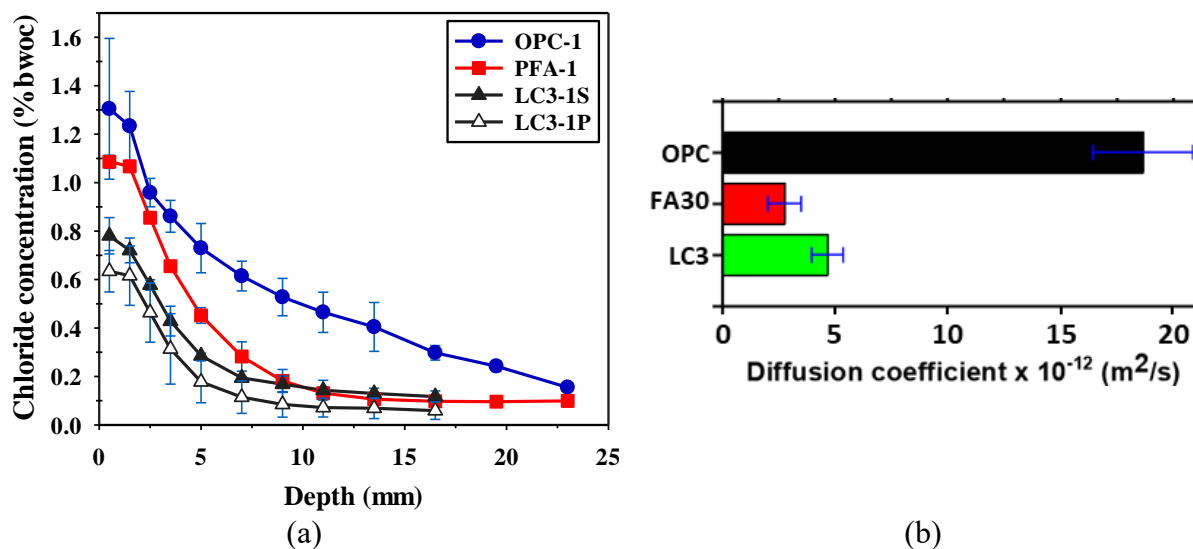 Chloride concentration (%bwoc)
1.6
1.4
1.2
1.0
0.8
0.6
0.4
0.2
0.0
OPC-1
PFA-1
LC3-1S
LC3-1P
0 5 10 15 20 25
Depth (mm)
(a)
OPC
FA30
LC3
0 5 10 15 20
Diffusion coefficient x 10⁻¹² (m²/s)
(b)